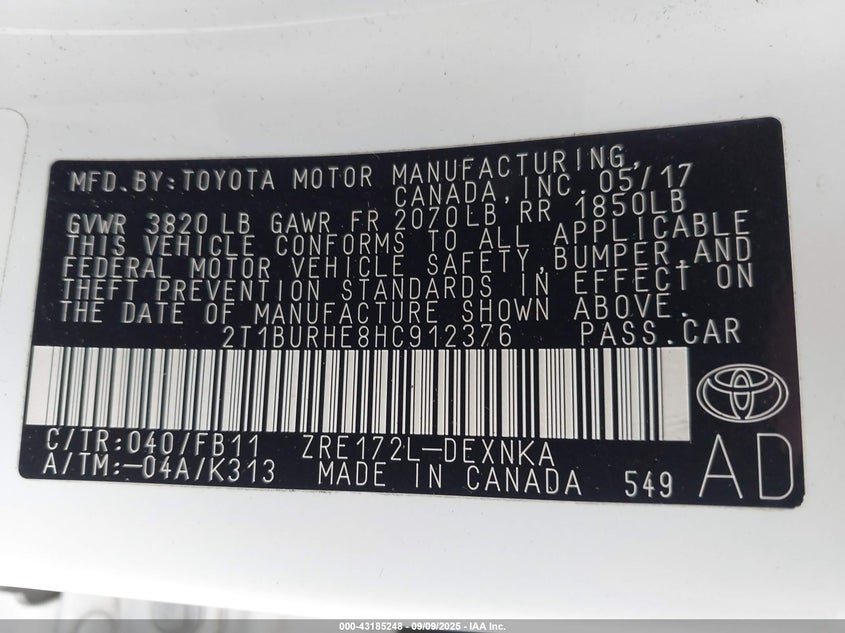 MFD.BY:TOYOTA MOTOR MANUFACTURING,
CANADA,INC. 05/17
GVWR 3820 LB GAWR FR 2070LB RR 1850LB
THIS VEHICLE CONFORMS TO ALL APPLICABLE
FEDERAL MOTOR VEHICLE SAFETY,BUMPER,AND
THEFT PREVENTION STANDARDS IN EFFECT ON
THE DATE OF MANUFACTURE SHOWN ABOVE.
2T1BURHE8HC912376 PASS.CAR
C/TR:040/FB11 ZRE172L-DEXNKA
A/TM:-04A/K313 MADE IN CANADA 549 AD
000-43185248 - 09/09/2025 - IAA Inc.